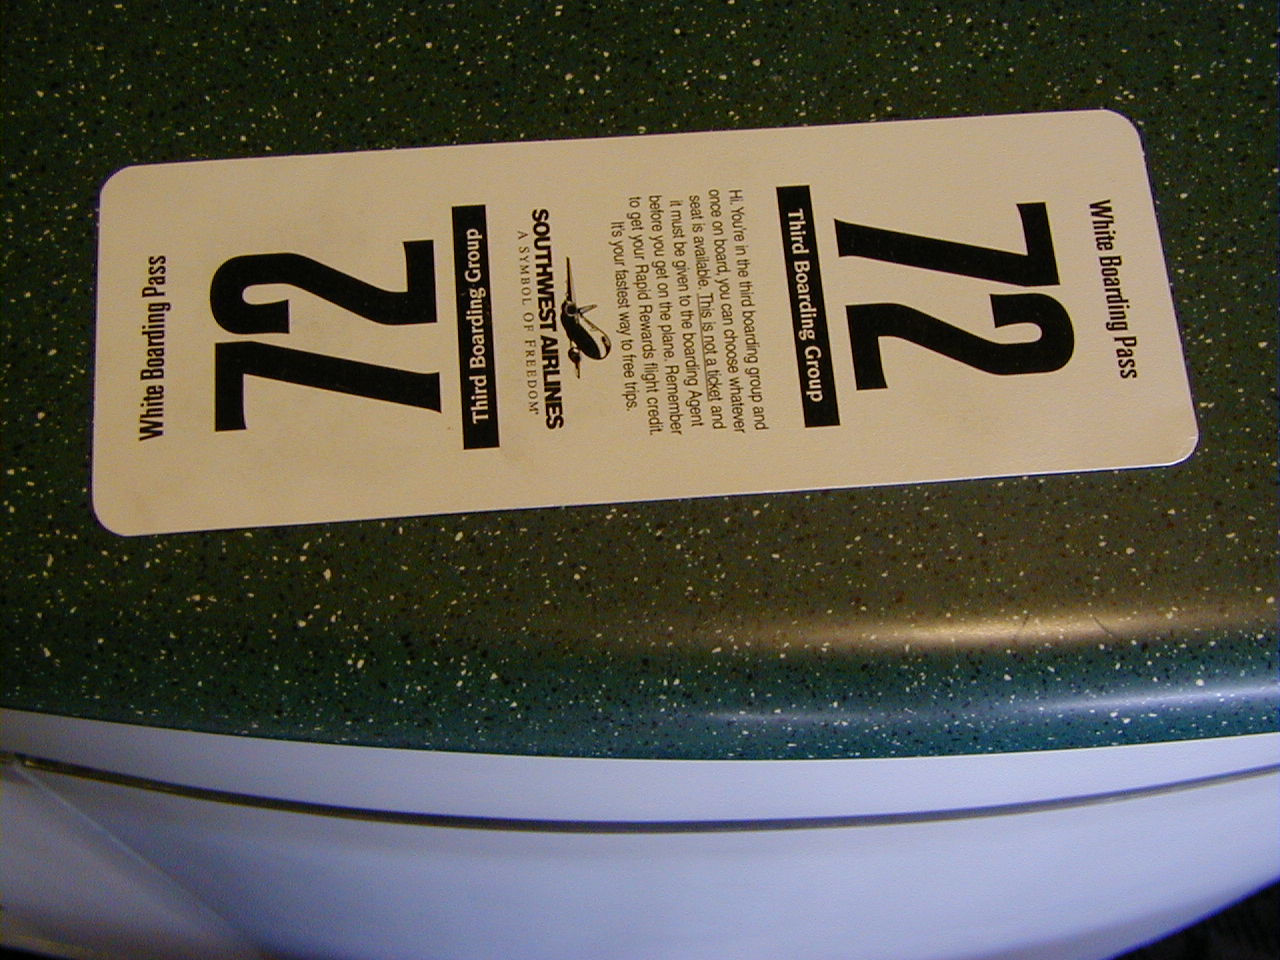 White Boarding Pass
72
Third Boarding Group
Hi. You're in the third boarding group and
once on board, you can choose whatever
seat is available. This is not a ticket and
it must be given to the boarding Agent
before you get on the plane. Remember
to get your Rapid Rewards flight credit.
It's your fastest way to free trips.
SOUTHWEST AIRLINES
A SYMBOL OF FREEDOM
Third Boarding Group
72
White Boarding Pass